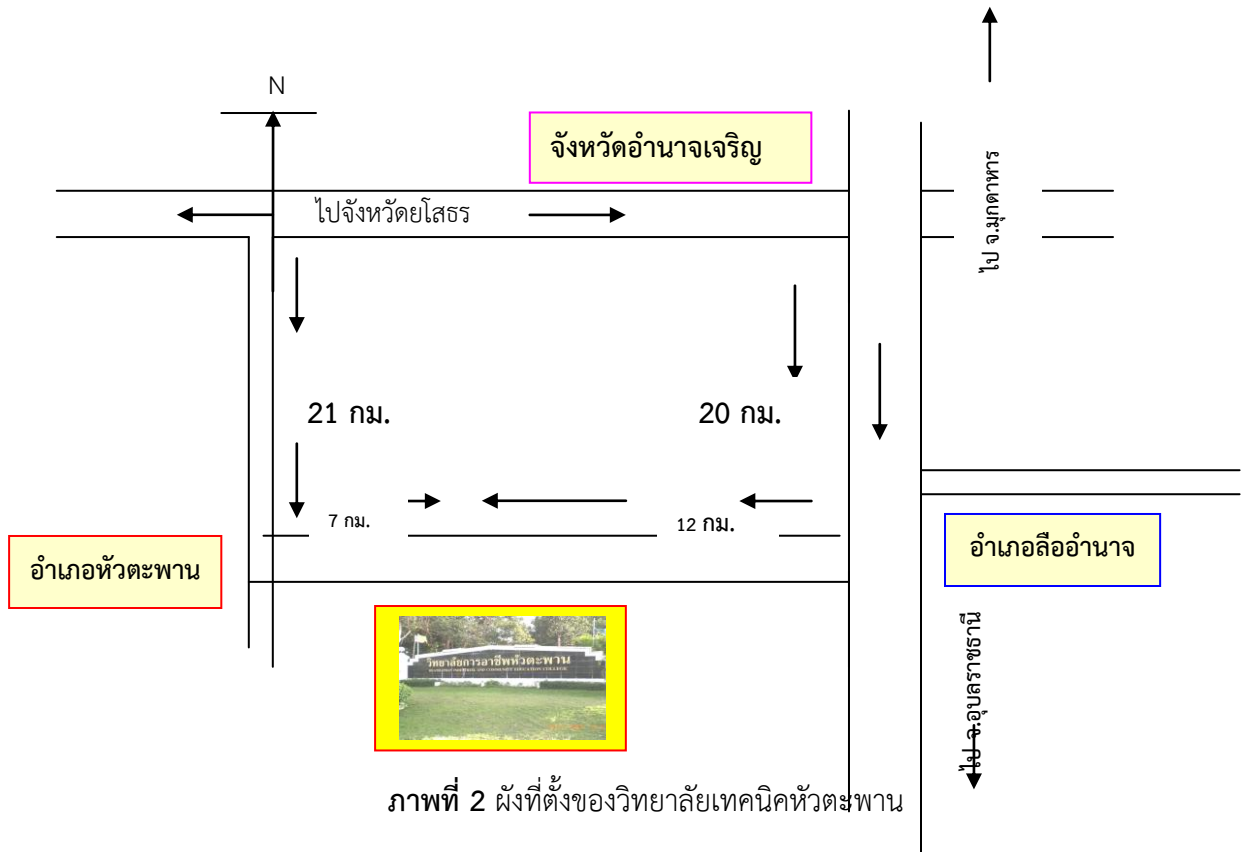 N
จังหวัดอำนาจเจริญ
ไปจังหวัดยโสธร
ไป จ.มุกดาหาร
21 กม.
20 กม.
7 กม.
12 กม.
อำเภอหัวตะพาน
อำเภอลืออำนาจ
วิทยาลัยการอาชีพหัวตะพาน
ไป จ.อุบลราชธานี
ภาพที่ 2 ผังที่ตั้งของวิทยาลัยเทคนิคหัวตะพาน